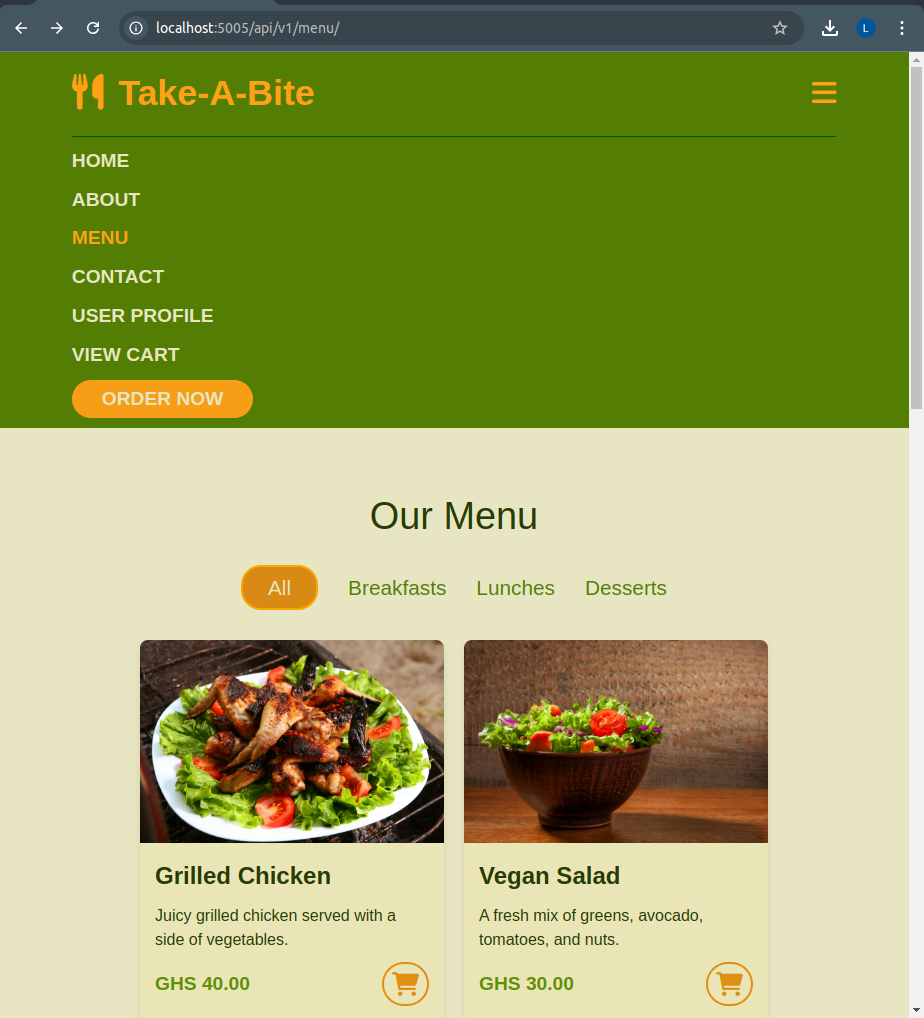 localhost:5005/api/v1/menu/
L
Take-A-Bite
HOME
ABOUT
MENU
CONTACT
USER PROFILE
VIEW CART
ORDER NOW
Our Menu
All Breakfasts Lunches Desserts
Grilled Chicken
Juicy grilled chicken served with a
side of vegetables.
GHS 40.00
Vegan Salad
A fresh mix of greens, avocado,
tomatoes, and nuts.
GHS 30.00